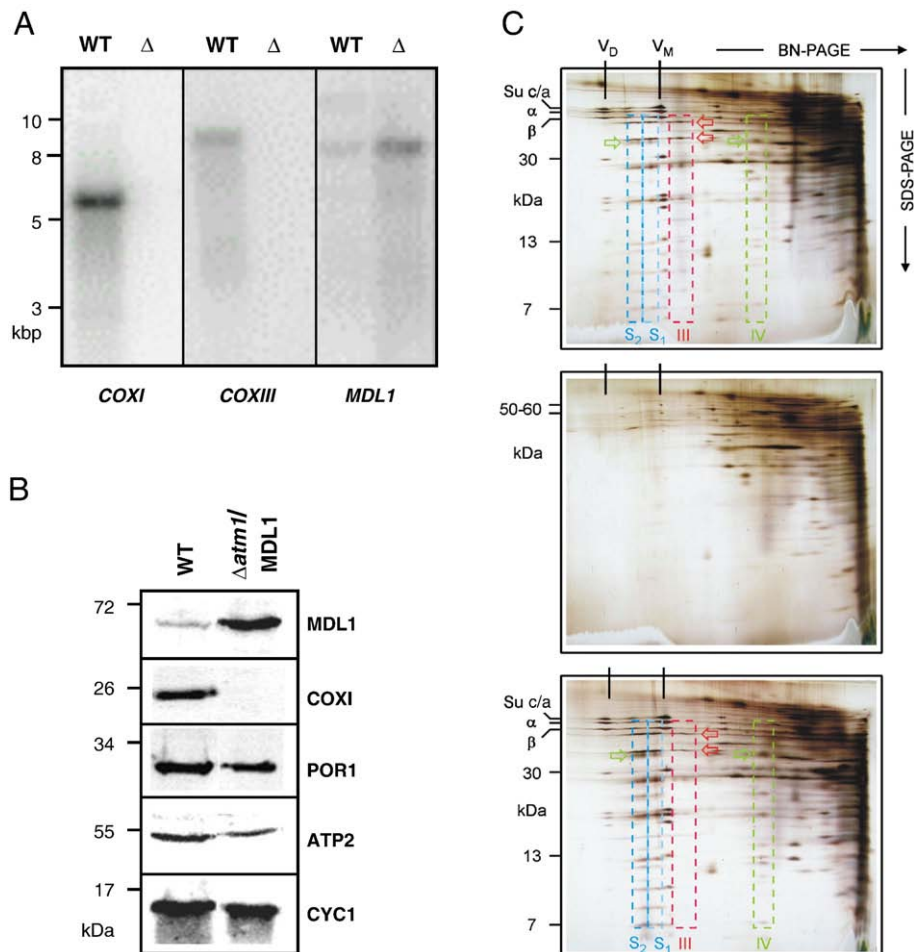 A
WT Δ WT Δ WT Δ
10
8
5
3
kbp
COXI COXIII MDL1
B
WT Δatm1/MDL1
72 MDL1
26 COXI
34 POR1
55 ATP2
17 CYC1
kDa
C
V_D V_M BN-PAGE
SDS-PAGE
Su c/a
α
β
30
kDa
13
7
S₂ S₁ III IV
50-60
kDa
Su c/a
α
β
30
kDa
13
7
S₂ S₁ III IV